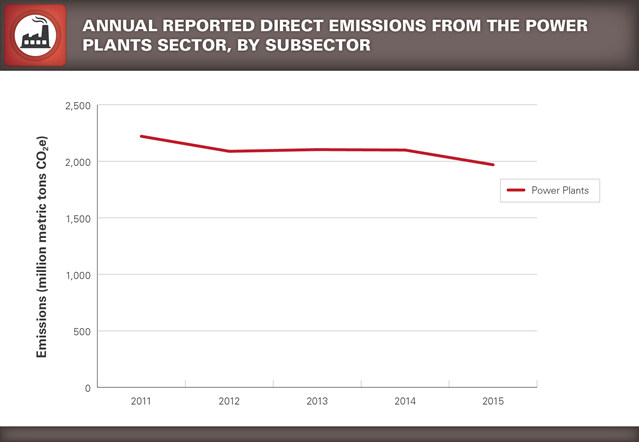 ANNUAL REPORTED DIRECT EMISSIONS FROM THE POWER
PLANTS SECTOR, BY SUBSECTOR
Emissions (million metric tons CO₂e)
2,500
2,000
1,500
1,000
500
0
2011 2012 2013 2014 2015
Power Plants